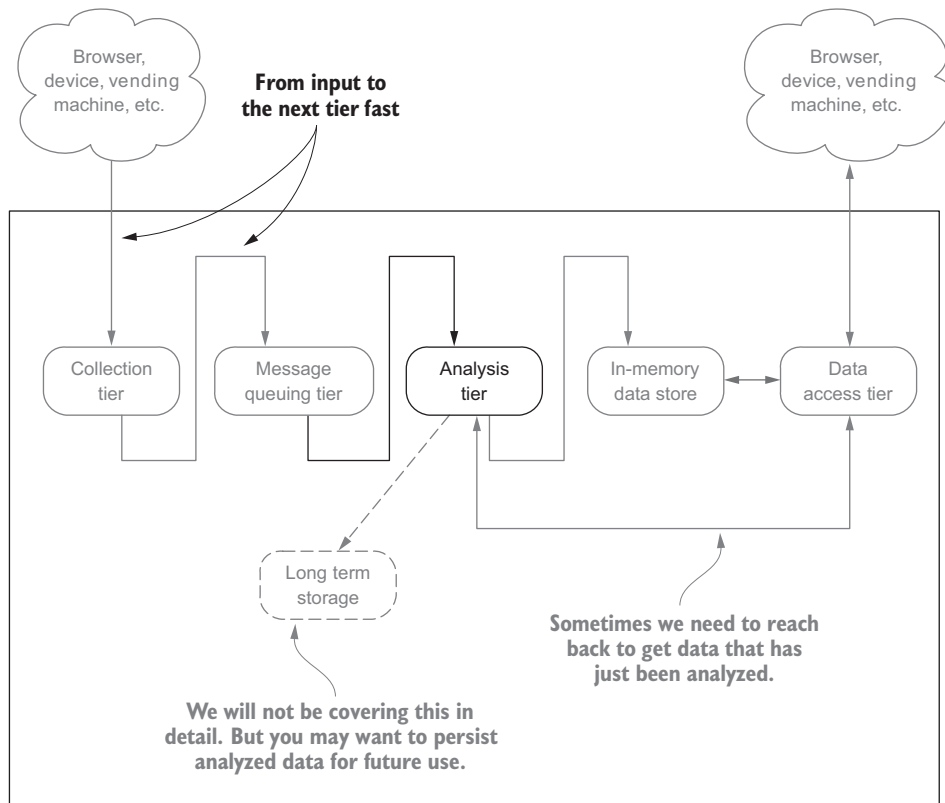 Browser,
device, vending
machine, etc.
From input to
the next tier fast
Browser,
device, vending
machine, etc.
Collection
tier
Message
queuing tier
Analysis
tier
In-memory
data store
Data
access tier
Long term
storage
Sometimes we need to reach
back to get data that has
just been analyzed.
We will not be covering this in
detail. But you may want to persist
analyzed data for future use.